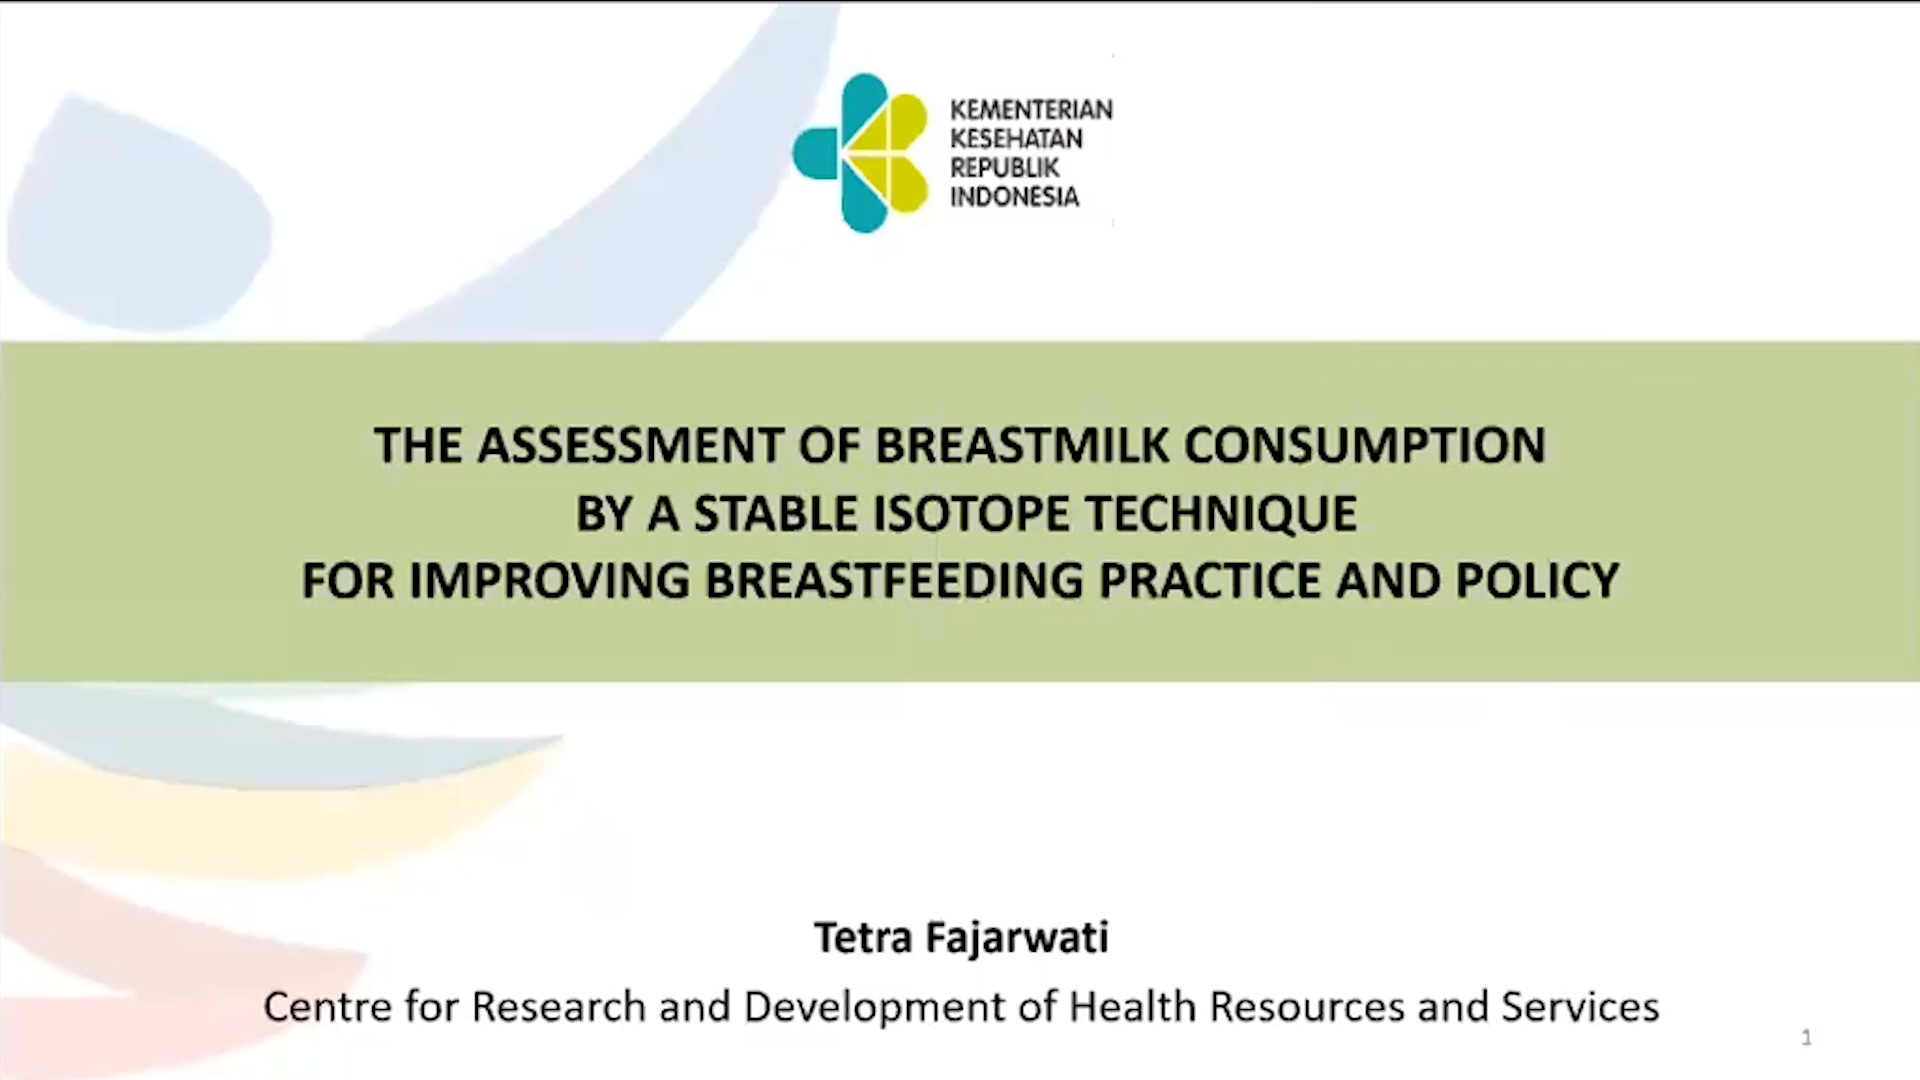 KEMENTERIAN
KESEHATAN
REPUBLIK
INDONESIA
THE ASSESSMENT OF BREASTMILK CONSUMPTION
BY A STABLE ISOTOPE TECHNIQUE
FOR IMPROVING BREASTFEEDING PRACTICE AND POLICY
Tetra Fajarwati
Centre for Research and Development of Health Resources and Services
1